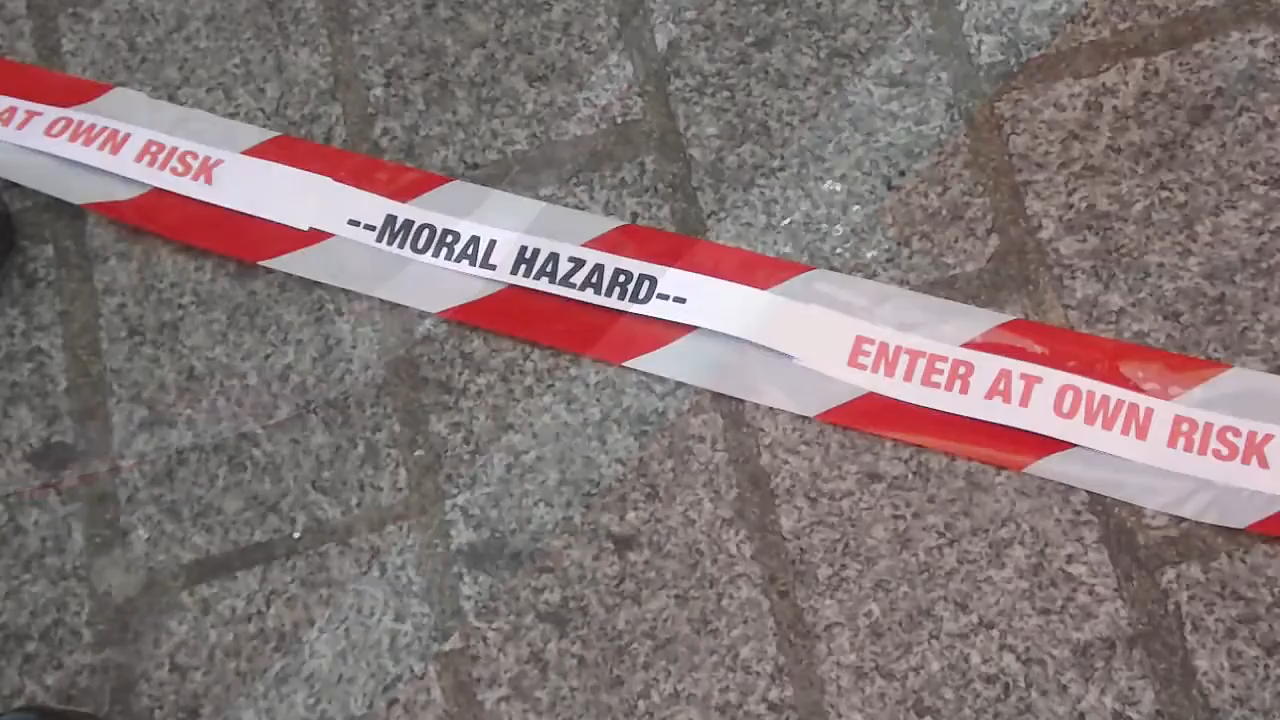 AT OWN RISK --MORAL HAZARD-- ENTER AT OWN RISK